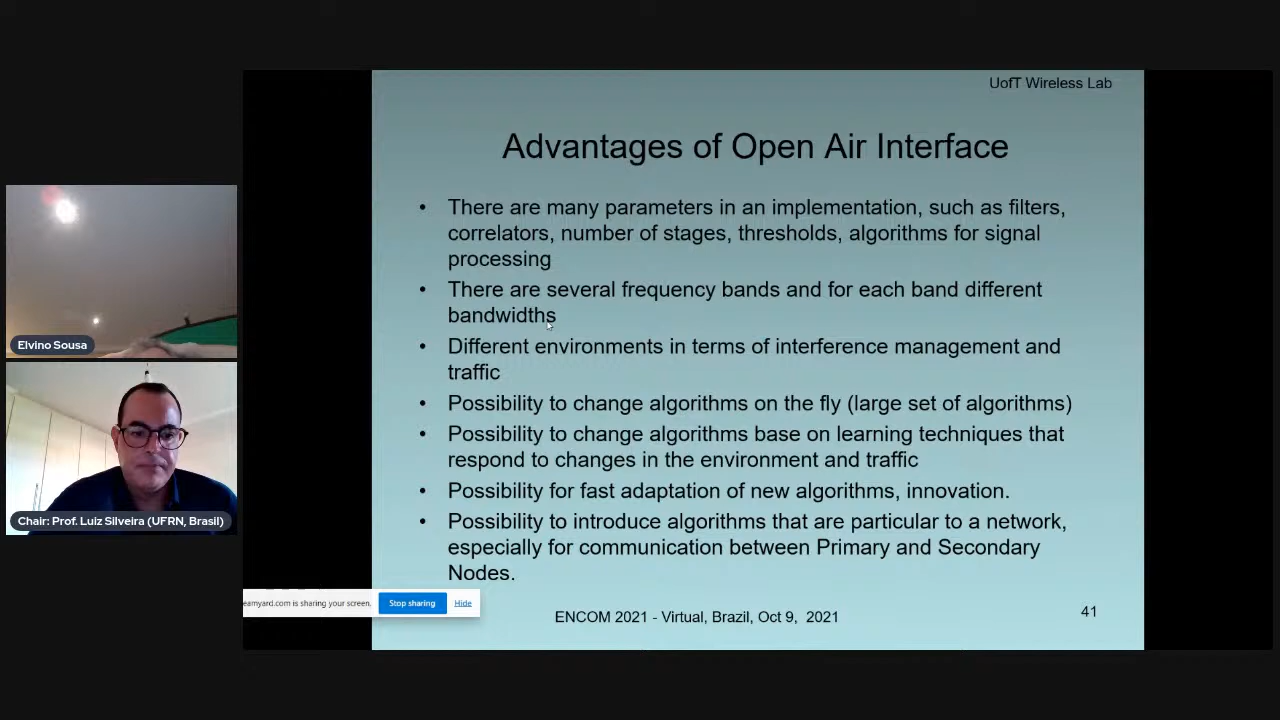 UofT Wireless Lab
Advantages of Open Air Interface
• There are many parameters in an implementation, such as filters,
correlators, number of stages, thresholds, algorithms for signal
processing
• There are several frequency bands and for each band different
bandwidths
• Different environments in terms of interference management and
traffic
• Possibility to change algorithms on the fly (large set of algorithms)
• Possibility to change algorithms base on learning techniques that
respond to changes in the environment and traffic
• Possibility for fast adaptation of new algorithms, innovation.
• Possibility to introduce algorithms that are particular to a network,
especially for communication between Primary and Secondary
Nodes.
eamyard.com is sharing your screen. Stop sharing Hide
ENCOM 2021 - Virtual, Brazil, Oct 9, 2021
41
Elvino Sousa
Chair: Prof. Luiz Silveira (UFRN, Brasil)